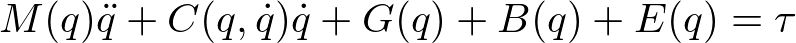 M(q)q̈ + C(q, q̇)q̇ + G(q) + B(q) + E(q) = τ